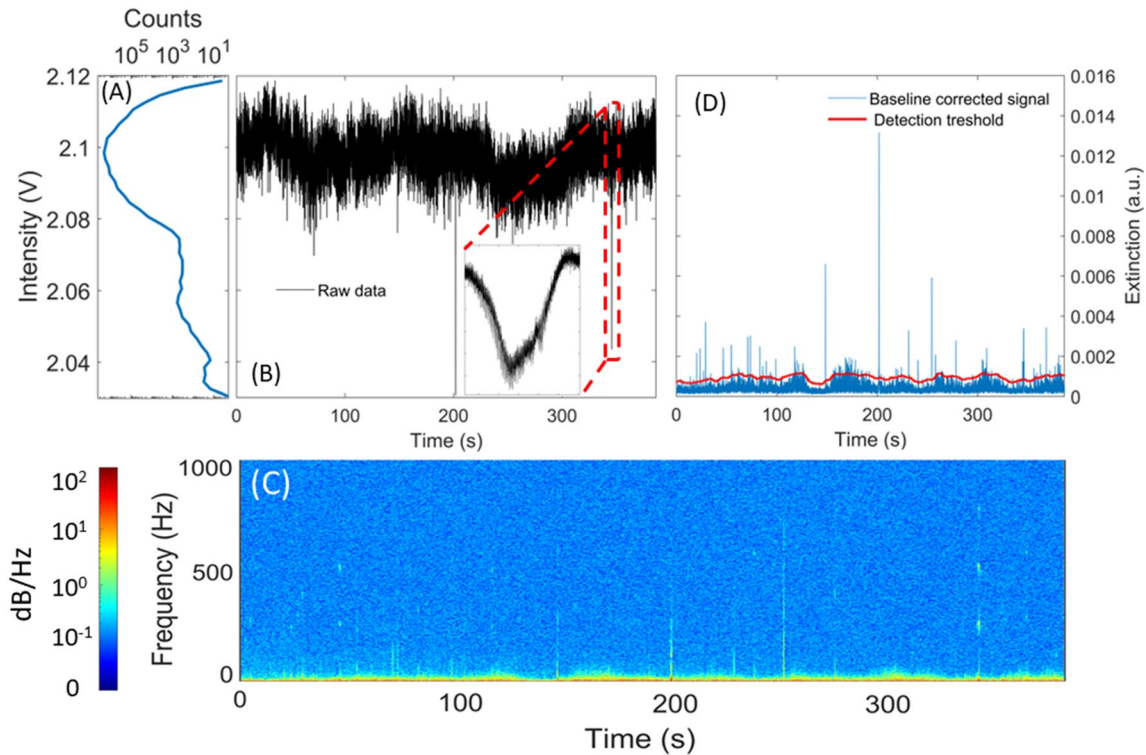 Counts
10⁵ 10³ 10¹
(A)
2.12
2.1
2.08
2.06
2.04
Intensity (V)
Raw data
(B)
0 100 200 300
Time (s)
(D)
Baseline corrected signal
Detection treshold
0.016
0.014
0.012
0.01
0.008
0.006
0.004
0.002
0
Extinction (a.u.)
0 100 200 300
Time (s)
10²
10¹
10⁰
10⁻¹
0
dB/Hz
(C)
1000
500
0
Frequency (Hz)
0 100 200 300
Time (s)